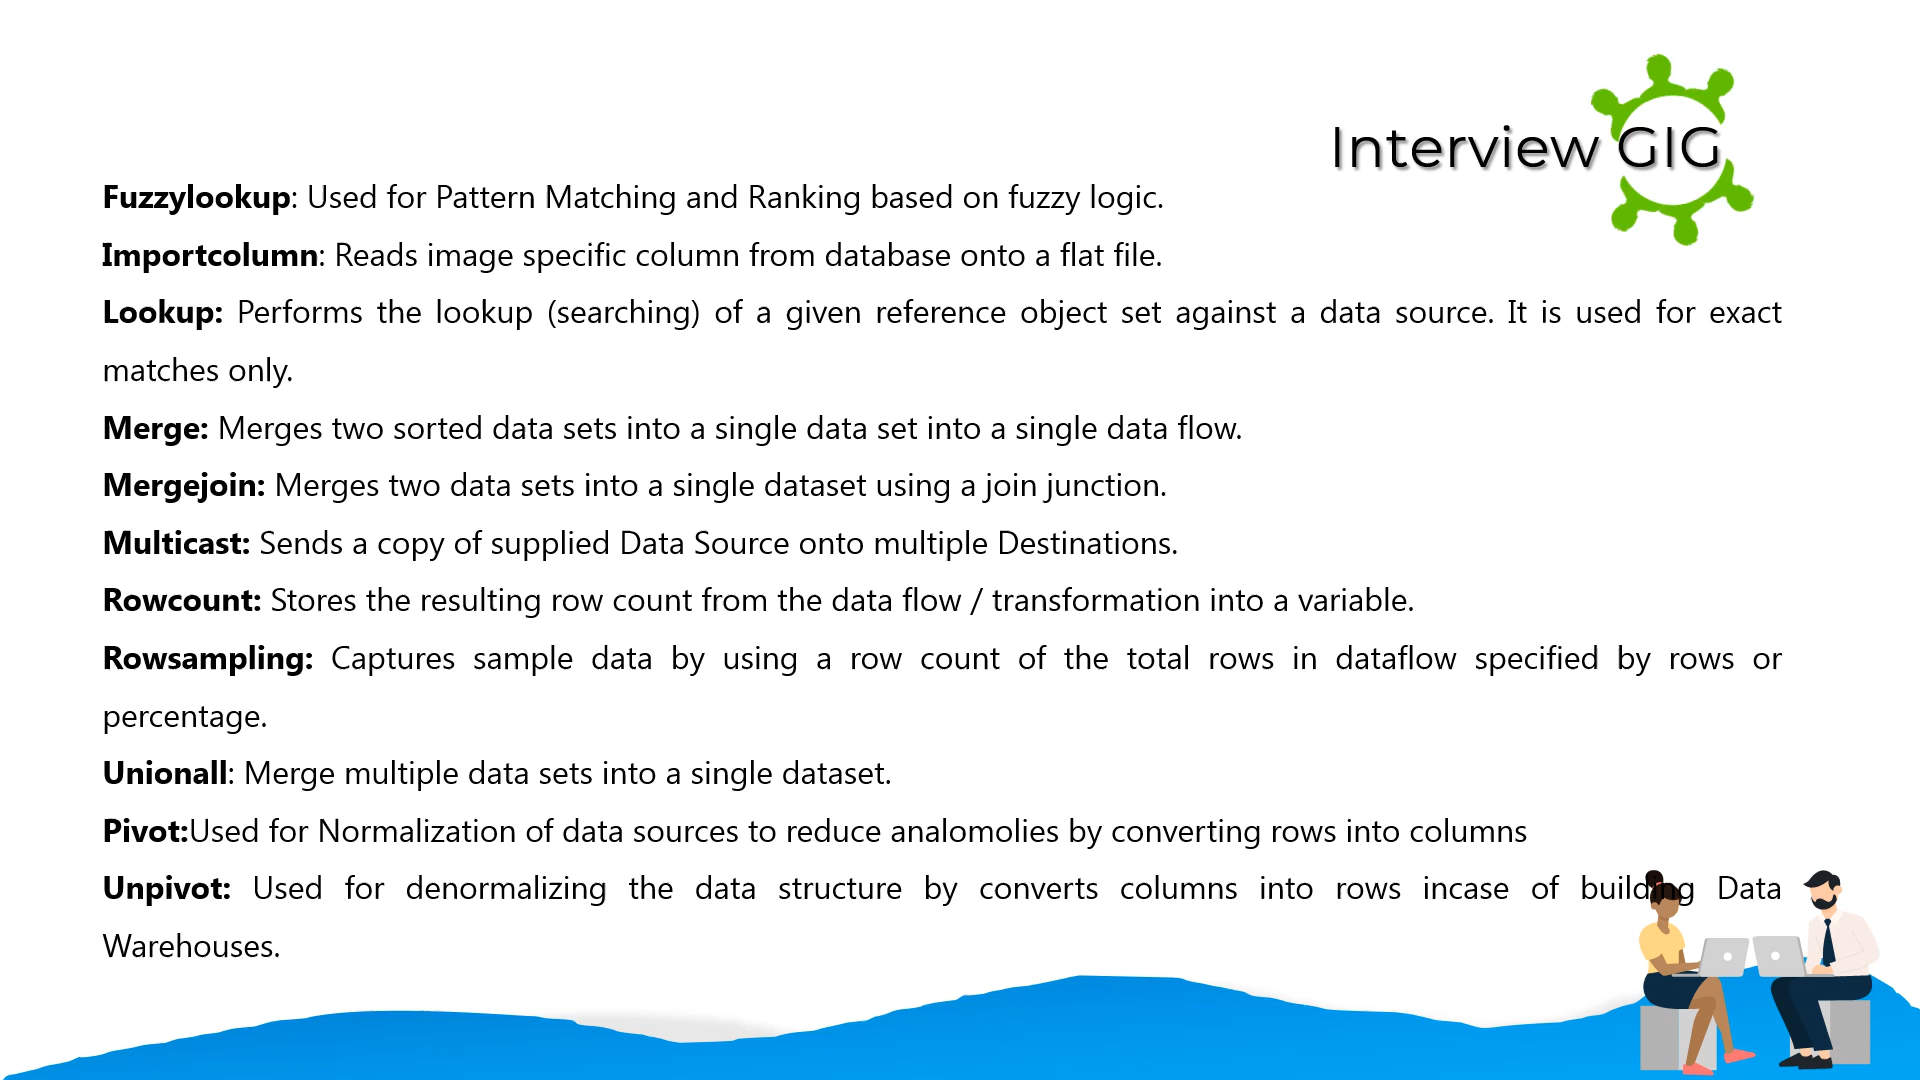 Interview GIG
Fuzzylookup: Used for Pattern Matching and Ranking based on fuzzy logic.
Importcolumn: Reads image specific column from database onto a flat file.
Lookup: Performs the lookup (searching) of a given reference object set against a data source. It is used for exact
matches only.
Merge: Merges two sorted data sets into a single data set into a single data flow.
Mergejoin: Merges two data sets into a single dataset using a join junction.
Multicast: Sends a copy of supplied Data Source onto multiple Destinations.
Rowcount: Stores the resulting row count from the data flow / transformation into a variable.
Rowsampling: Captures sample data by using a row count of the total rows in dataflow specified by rows or
percentage.
Unionall: Merge multiple data sets into a single dataset.
Pivot:Used for Normalization of data sources to reduce analomolies by converting rows into columns
Unpivot: Used for denormalizing the data structure by converts columns into rows incase of building Data
Warehouses.